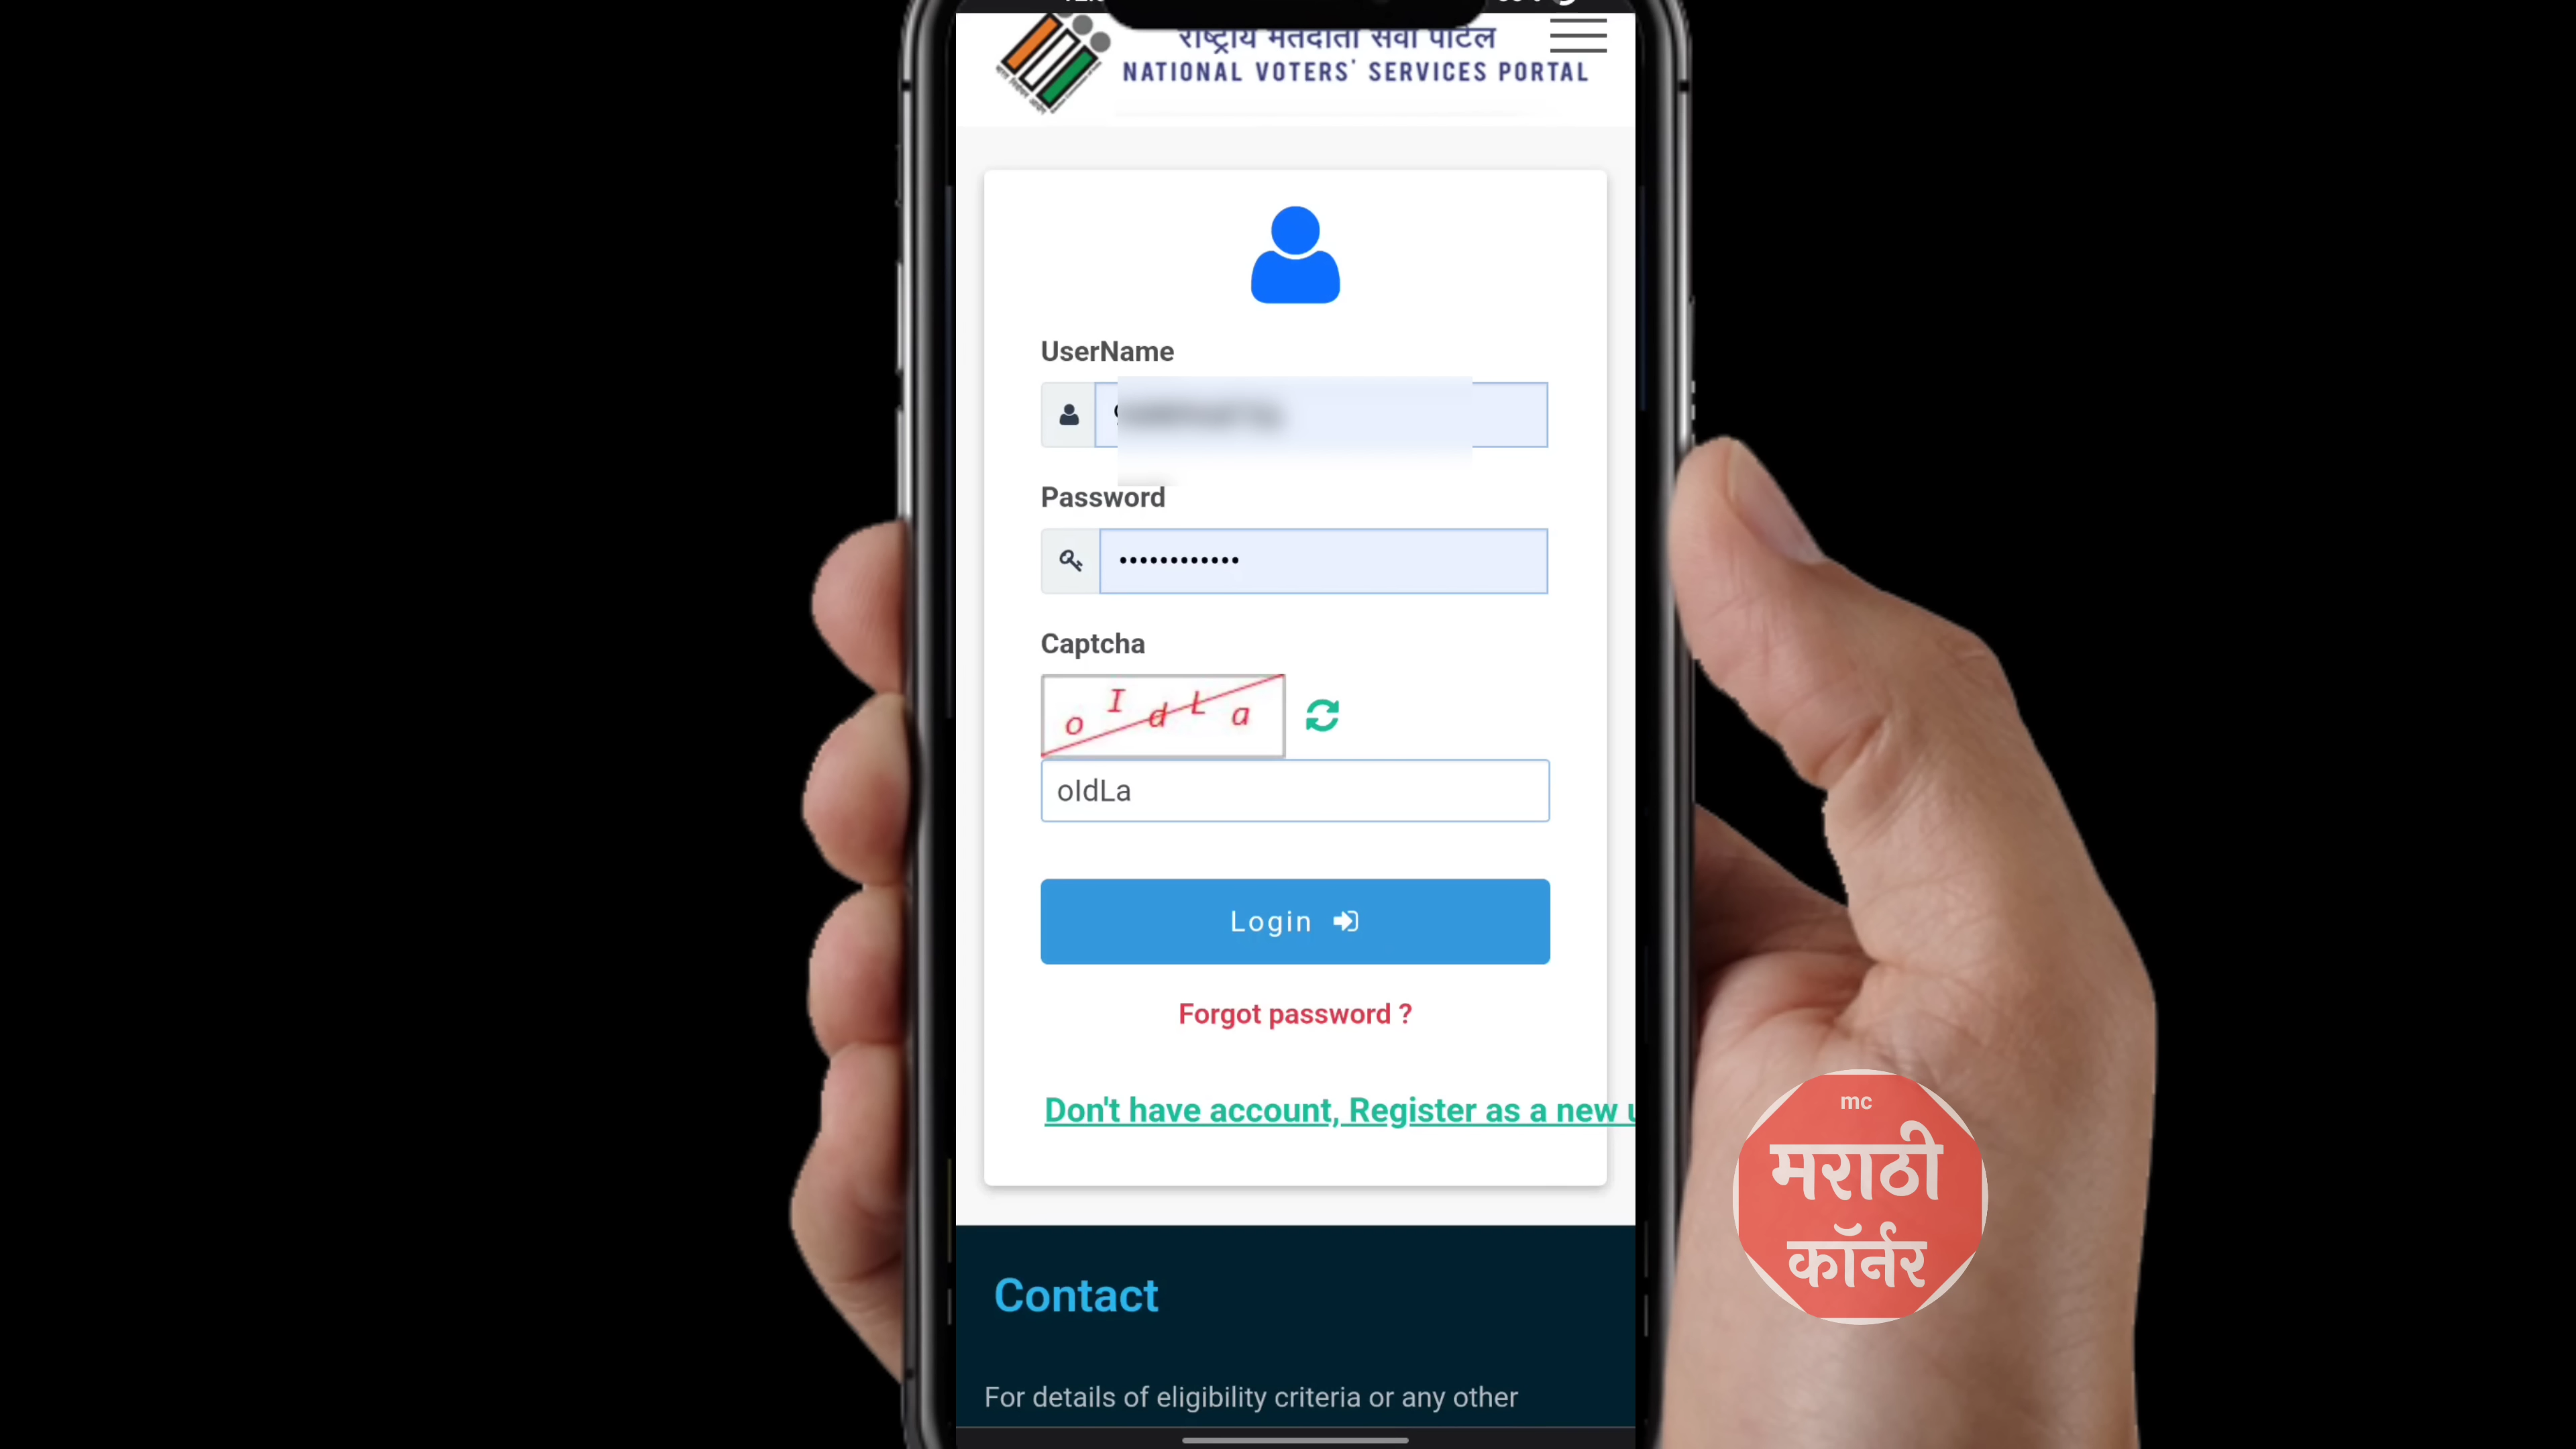 राष्ट्रीय मतदाता सेवा पोर्टल
NATIONAL VOTERS' SERVICES PORTAL
UserName
Password
••••••••••••
Captcha
o I d L a
oIdLa
Login
Forgot password ?
Don't have account, Register as a new u
mc
मराठी
कॉर्नर
Contact
For details of eligibility criteria or any other